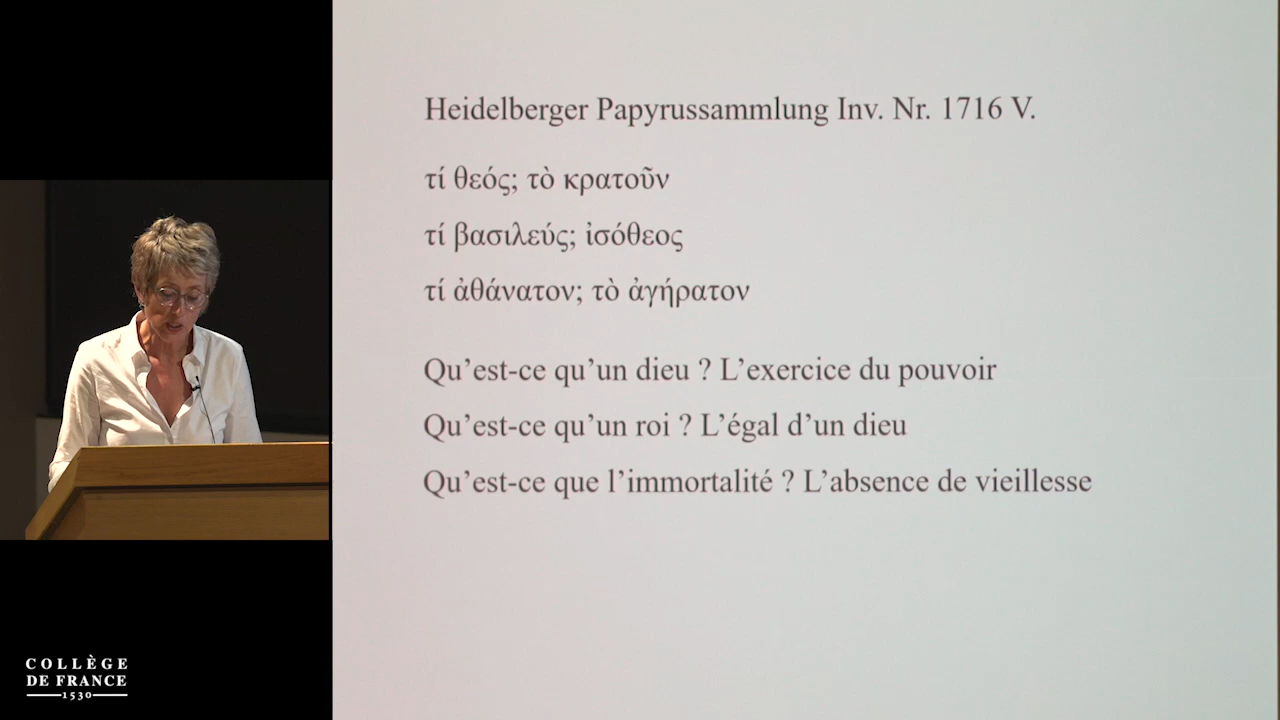 Heidelberger Papyrussammlung Inv. Nr. 1716 V.
τί θεός; τὸ κρατοῦν
τί βασιλεύς; ἰσόθεος
τί ἀθάνατον; τὸ ἀγήρατον
Qu’est-ce qu’un dieu ? L’exercice du pouvoir
Qu’est-ce qu’un roi ? L’égal d’un dieu
Qu’est-ce que l’immortalité ? L’absence de vieillesse
COLLÈGE
DE FRANCE
1530